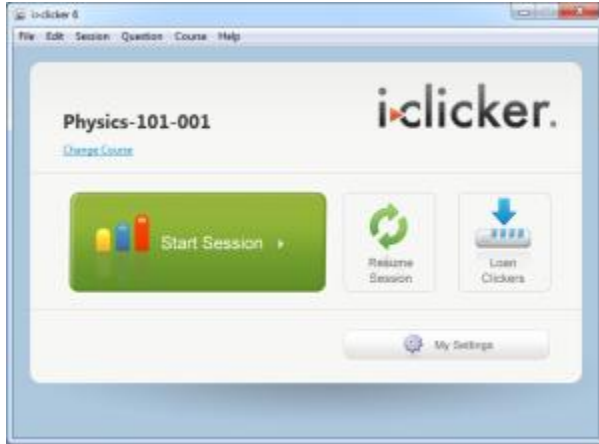 i-clicker 6
File Edit Session Question Course Help
Physics-101-001
i>clicker.
Change Course
Start Session
Resume
Session
Loan
Clickers
My Settings